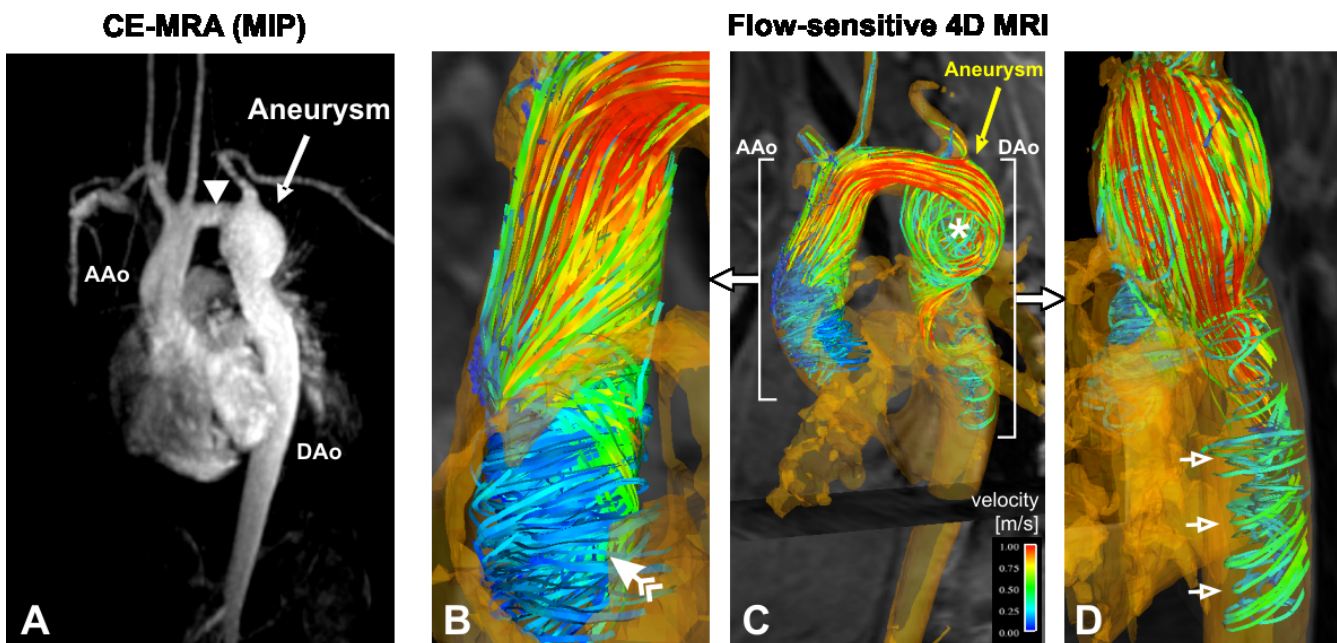 CE-MRA (MIP)
Flow-sensitive 4D MRI
Aneurysm
AAo
DAo
A
B
Aneurysm
AAo
DAo
*
velocity
[m/s]
1.00
0.75
0.50
0.25
0.00
C
D